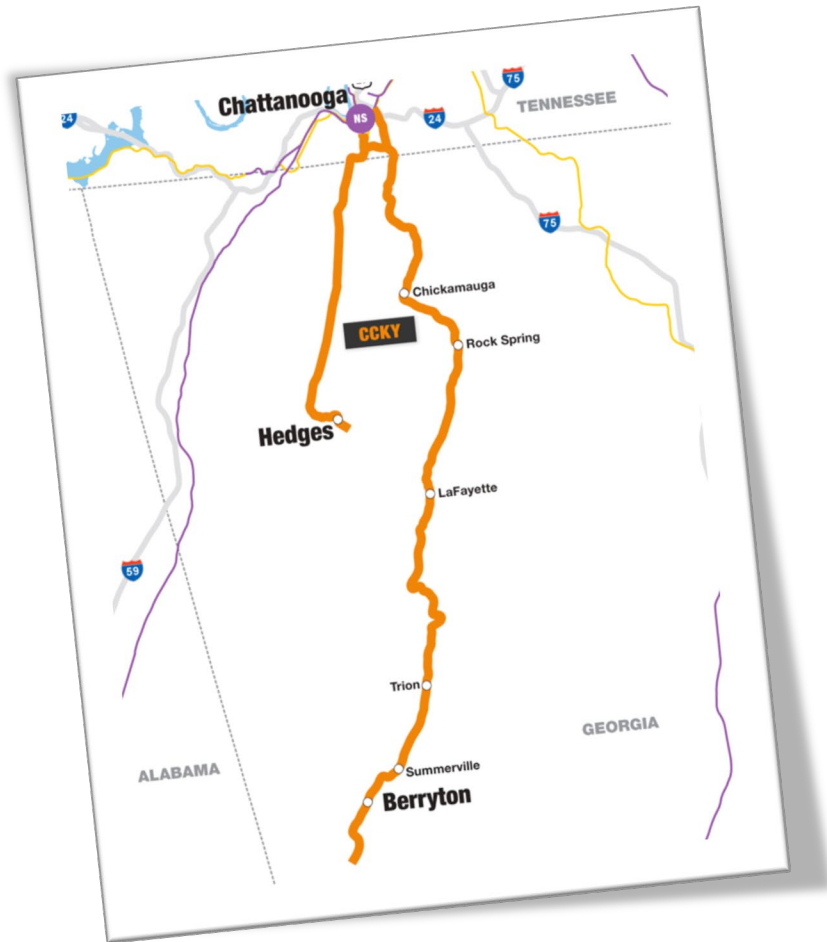 75
Chattanooga
24
NS
24
TENNESSEE
75
Chickamauga
CCKY
Rock Spring
Hedges
LaFayette
59
Trion
GEORGIA
ALABAMA
Summerville
Berryton